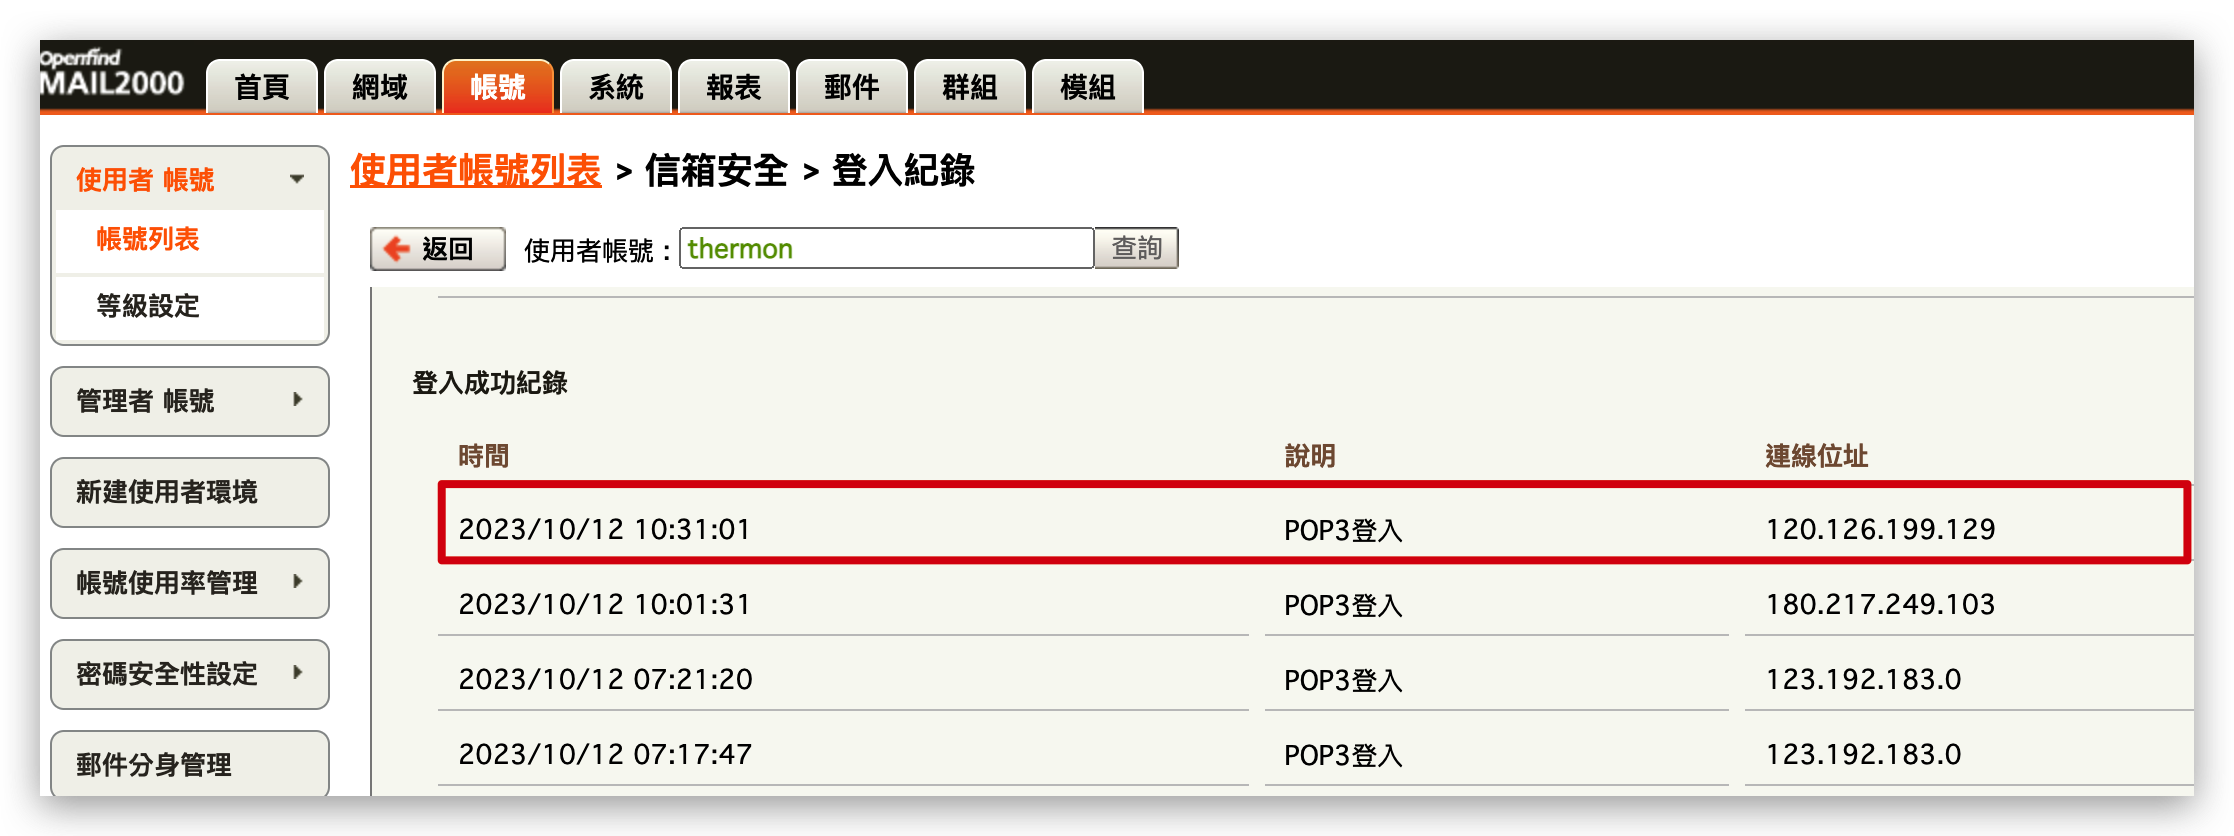 Openfind
MAIL2000
首頁 網域 帳號 系統 報表 郵件 群組 模組
使用者 帳號
帳號列表
等級設定
管理者 帳號
新建使用者環境
帳號使用率管理
密碼安全性設定
郵件分身管理
使用者帳號列表 > 信箱安全 > 登入紀錄
返回 使用者帳號：thermon 查詢
登入成功紀錄
時間 說明 連線位址
2023/10/12 10:31:01 POP3登入 120.126.199.129
2023/10/12 10:01:31 POP3登入 180.217.249.103
2023/10/12 07:21:20 POP3登入 123.192.183.0
2023/10/12 07:17:47 POP3登入 123.192.183.0